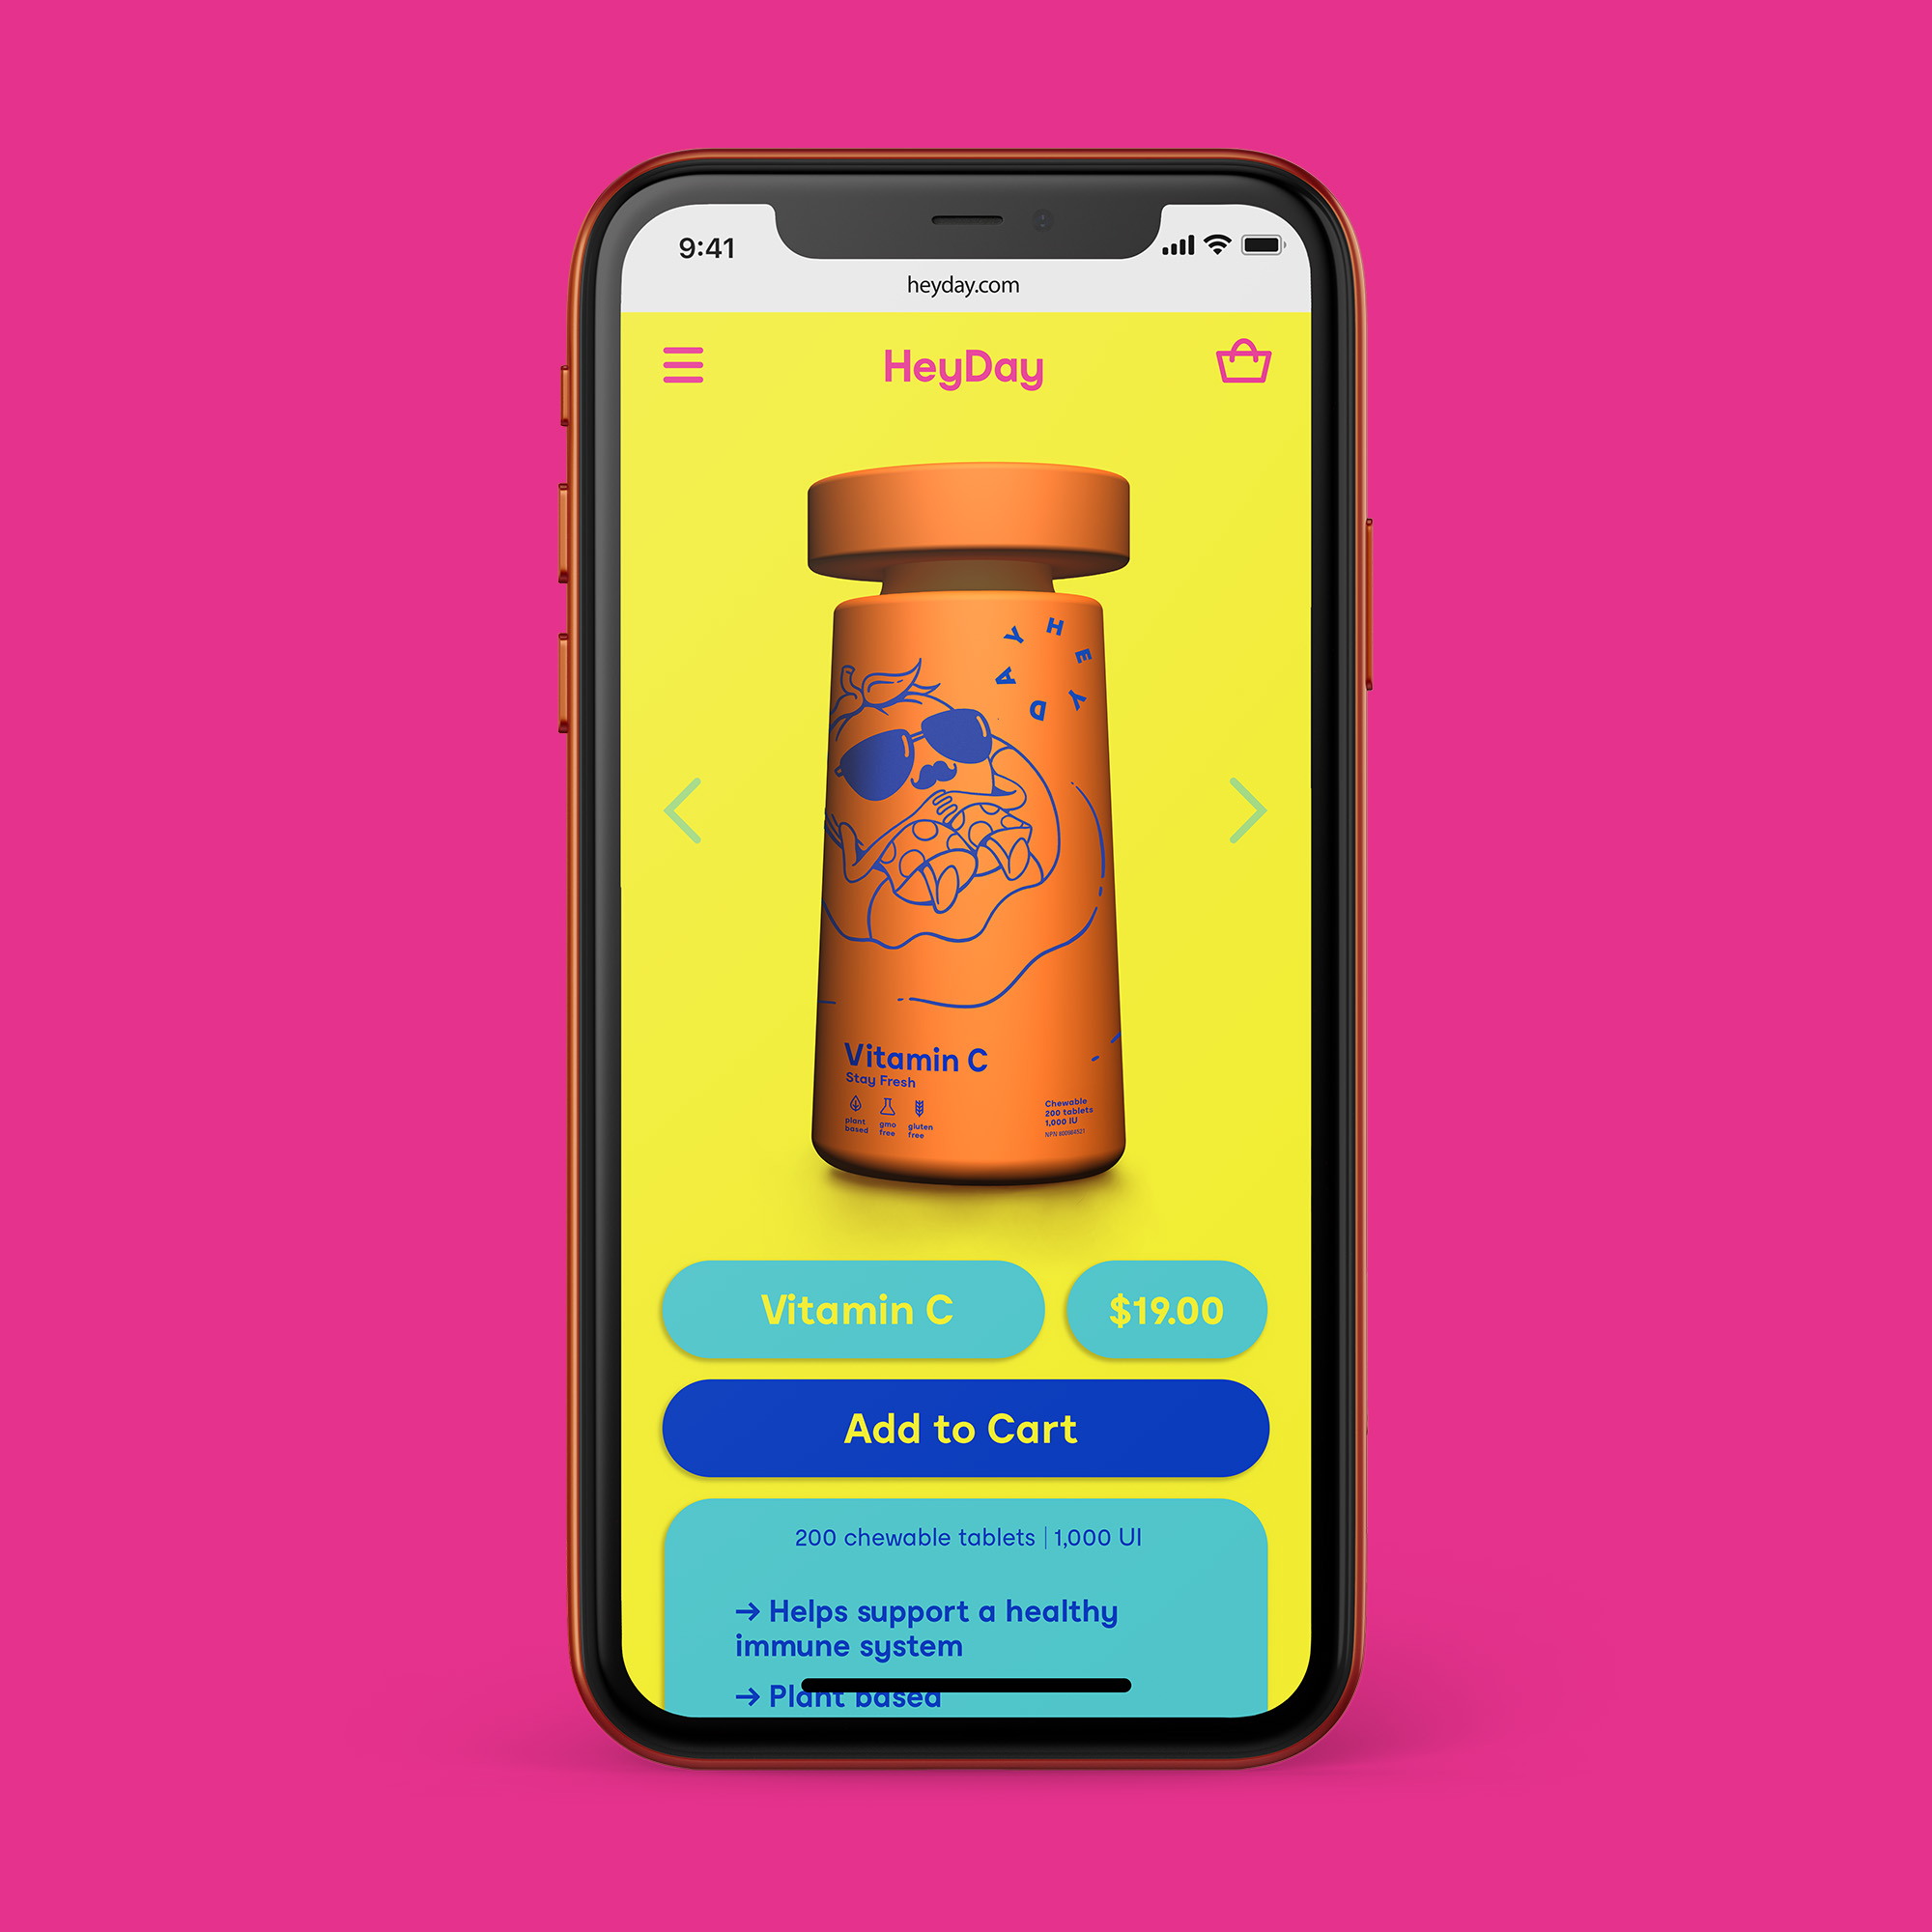 9:41
heyday.com
HeyDay
HEYDAY
Vitamin C
Stay Fresh
plant based
gmo free
gluten free
Chewable
200 tablets
1,000 IU
Vitamin C
$19.00
Add to Cart
200 chewable tablets | 1,000 UI
→ Helps support a healthy
immune system
→ Plant based